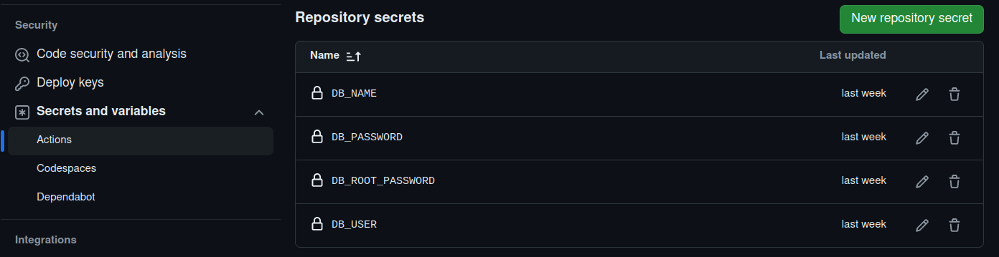 Security
Code security and analysis
Deploy keys
Secrets and variables
Actions
Codespaces
Dependabot
Integrations
Repository secrets
New repository secret
Name Last updated
DB_NAME last week
DB_PASSWORD last week
DB_ROOT_PASSWORD last week
DB_USER last week